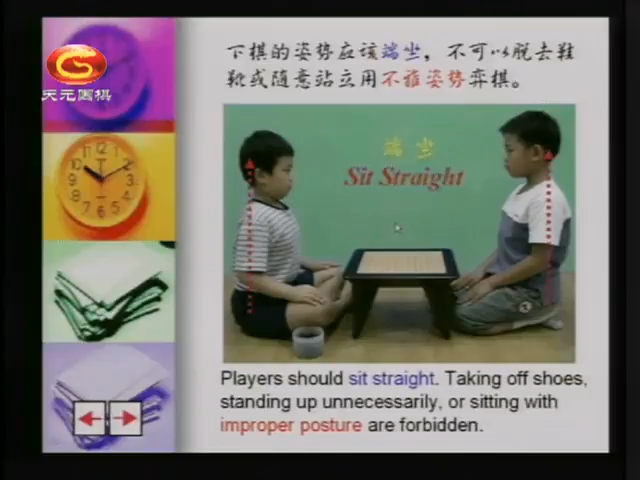 下棋的姿势应该端坐，不可以脱去鞋
靴或随意站立用不雅姿势弈棋。
天元围棋
端坐
Sit Straight
Players should sit straight. Taking off shoes,
standing up unnecessarily, or sitting with
improper posture are forbidden.